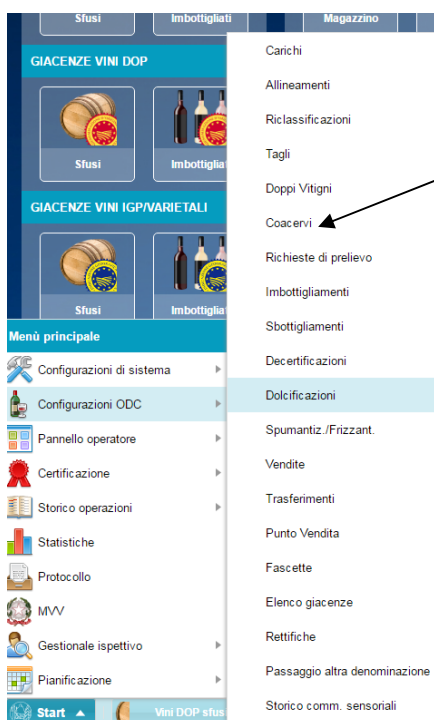 Sfusi
Imbottigliati
Magazzino
GIACENZE VINI DOP
Sfusi
Imbottiglia
GIACENZE VINI IGP/VARIETALI
Sfusi
Imbottiglia
Menù principale
Configurazioni di sistema
Configurazioni ODC
Pannello operatore
Certificazione
Storico operazioni
Statistiche
Protocollo
MVV
Gestionale ispettivo
Pianificazione
Start
Vini DOP sfus
Carichi
Allineamenti
Riclassificazioni
Tagli
Doppi Vitigni
Coacervi
Richieste di prelievo
Imbottigliamenti
Sbottigliamenti
Decertificazioni
Dolcificazioni
Spumantiz./Frizzant.
Vendite
Trasferimenti
Punto Vendita
Fascette
Elenco giacenze
Rettifiche
Passaggio altra denominazione
Storico comm. sensoriali